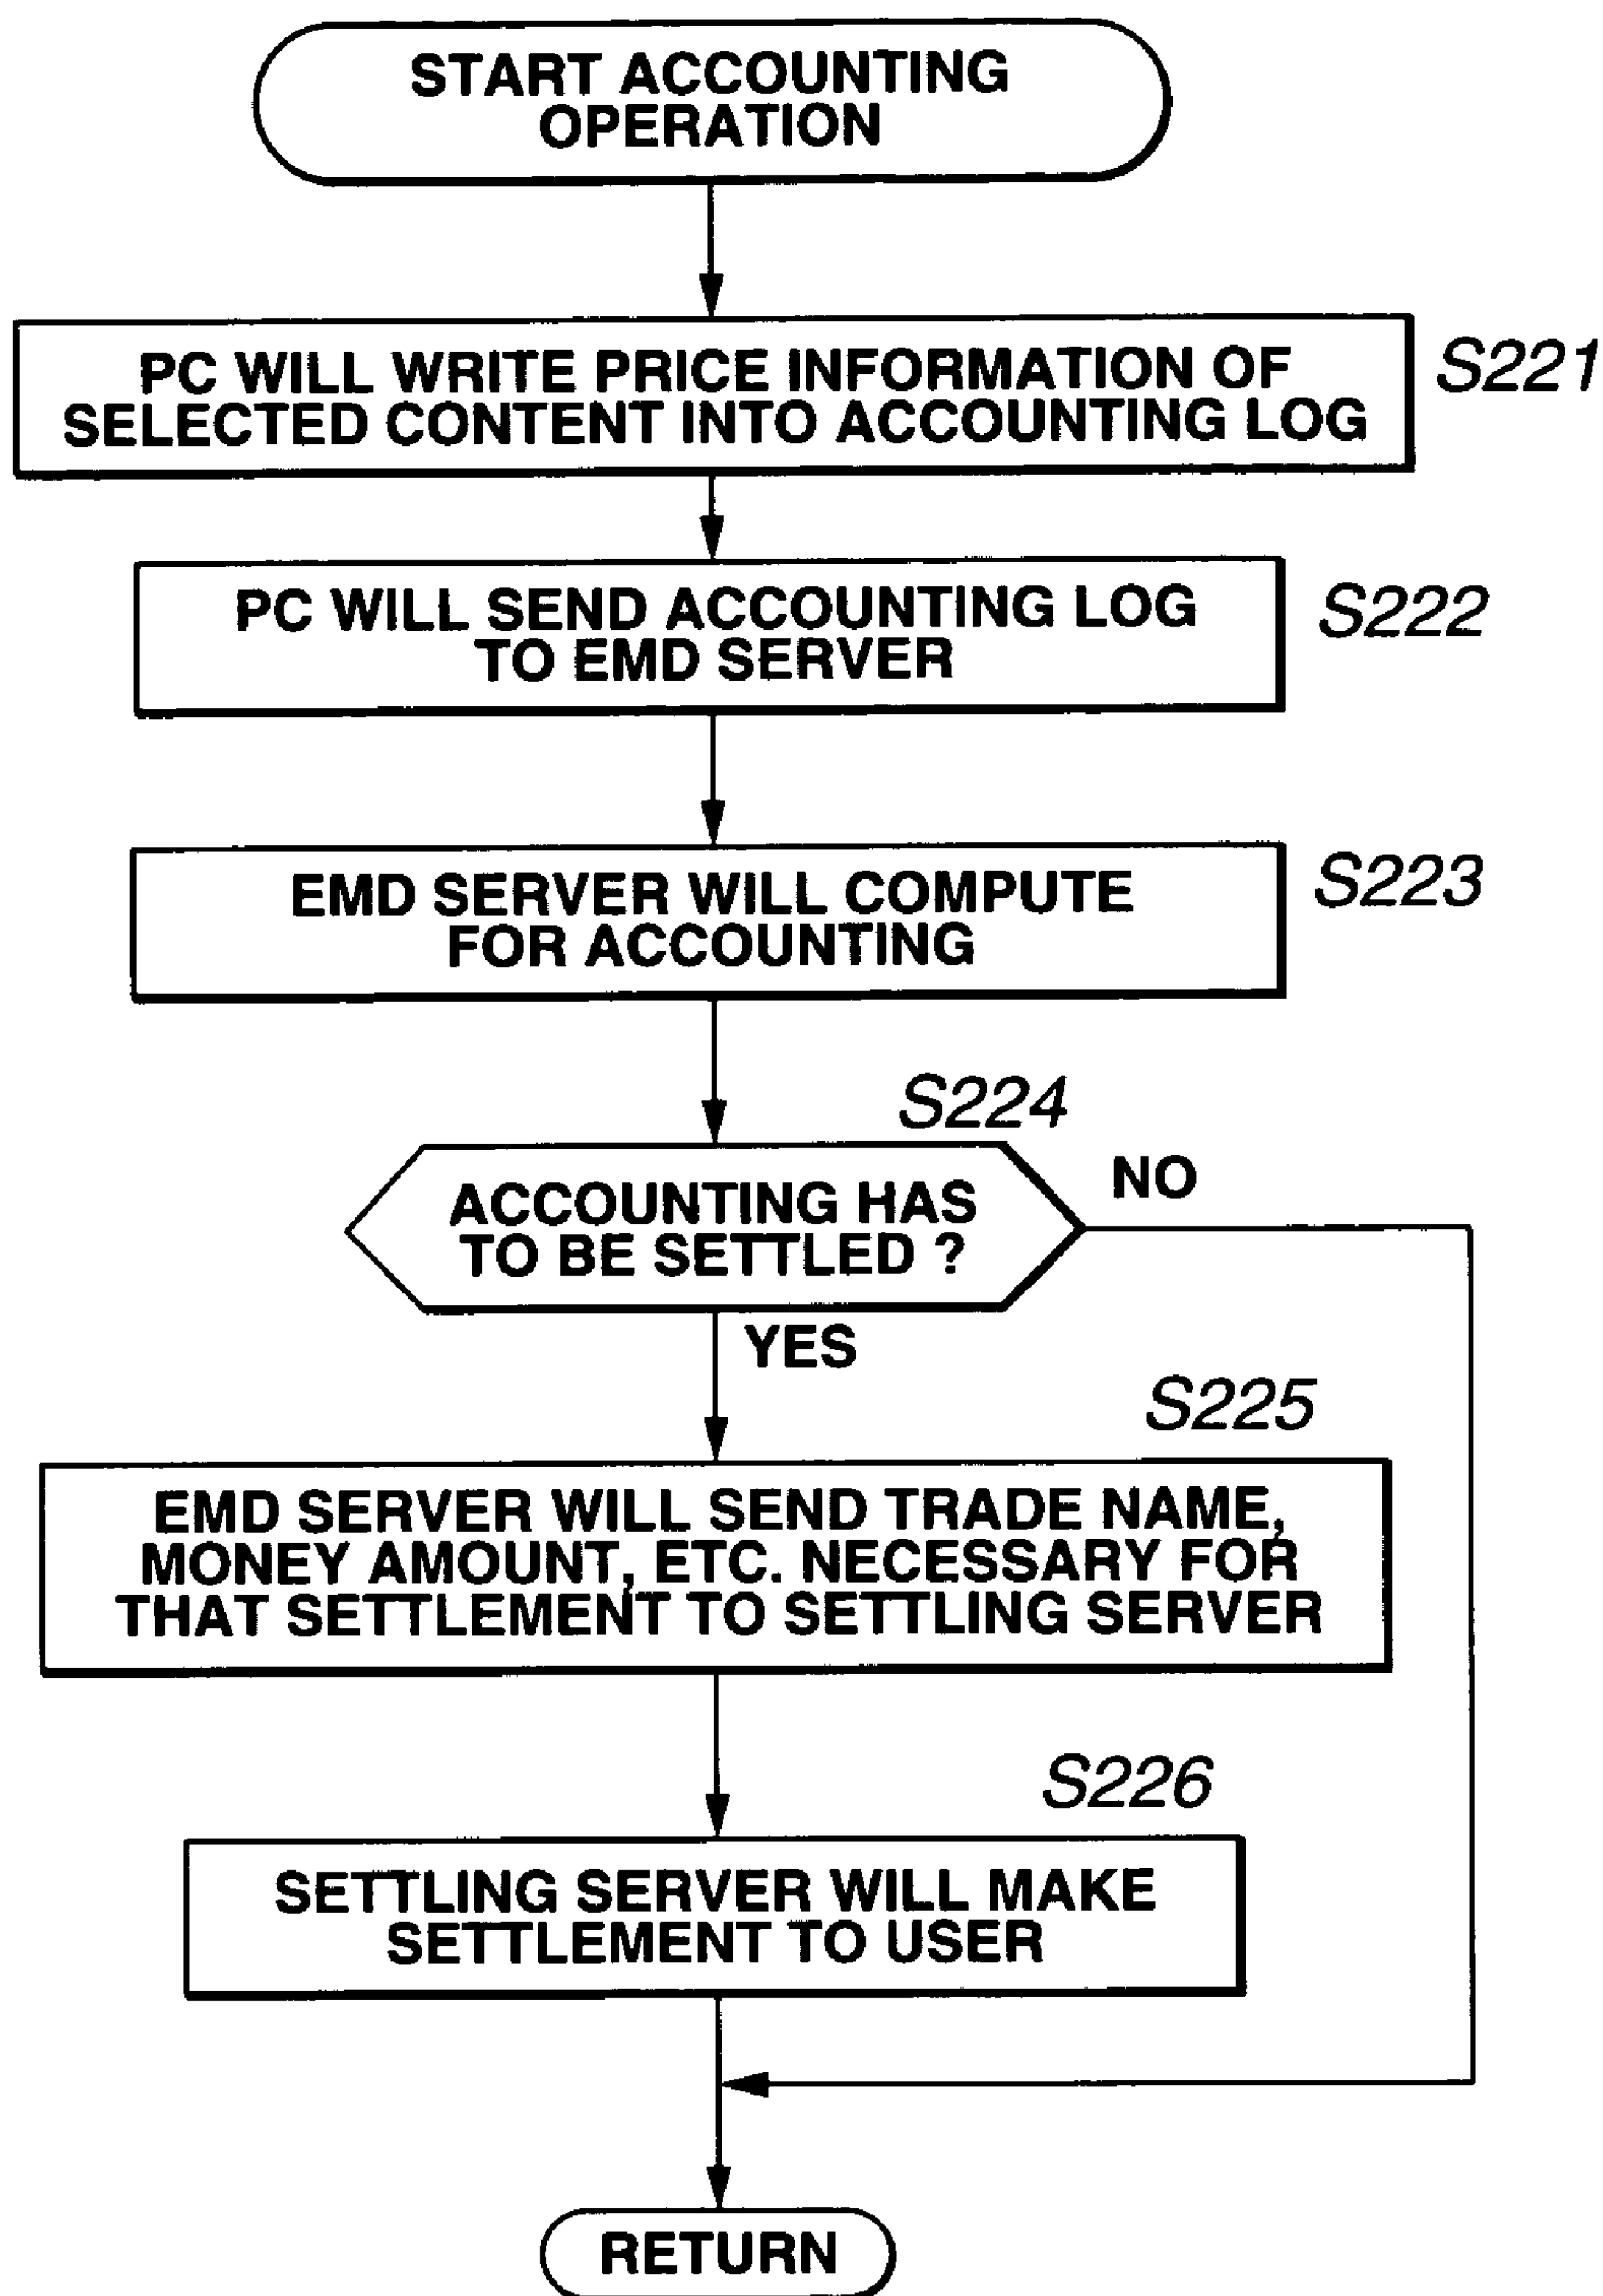 START ACCOUNTING
OPERATION
PC WILL WRITE PRICE INFORMATION OF
SELECTED CONTENT INTO ACCOUNTING LOG
S221
PC WILL SEND ACCOUNTING LOG
TO EMD SERVER
S222
EMD SERVER WILL COMPUTE
FOR ACCOUNTING
S223
S224
ACCOUNTING HAS
TO BE SETTLED ?
NO
YES
S225
EMD SERVER WILL SEND TRADE NAME,
MONEY AMOUNT, ETC. NECESSARY FOR
THAT SETTLEMENT TO SETTLING SERVER
S226
SETTLING SERVER WILL MAKE
SETTLEMENT TO USER
RETURN